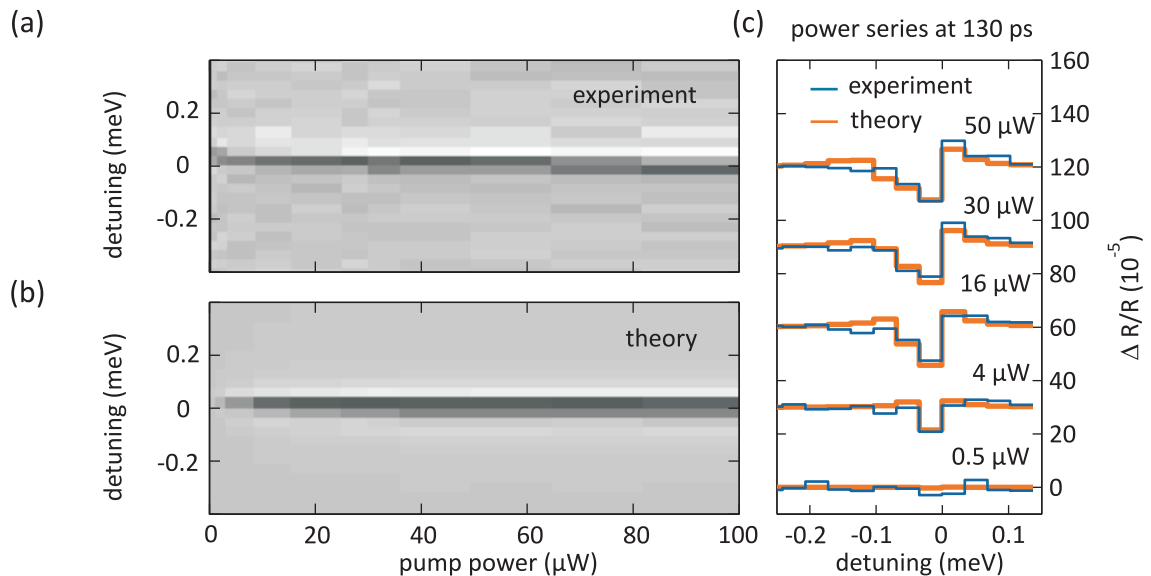 (a)
experiment
0.2
0
-0.2
detuning (meV)
(b)
theory
0.2
0
-0.2
detuning (meV)
0 20 40 60 80 100
pump power (µW)
(c)
power series at 130 ps
experiment
theory
50 µW
30 µW
16 µW
4 µW
0.5 µW
160
140
120
100
80
60
40
20
0
Δ R/R (10⁻⁵)
-0.2 -0.1 0 0.1
detuning (meV)